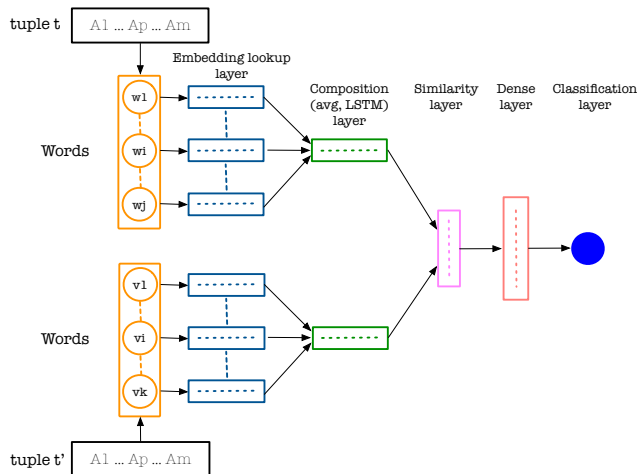 tuple t
A1 ... Ap ... Am
Embedding lookup
layer
Composition
(avg, LSTM)
layer
Similarity
layer
Dense
layer
Classification
layer
w1
Words
wi
wj
v1
Words
vi
vk
tuple t'
A1 ... Ap ... Am